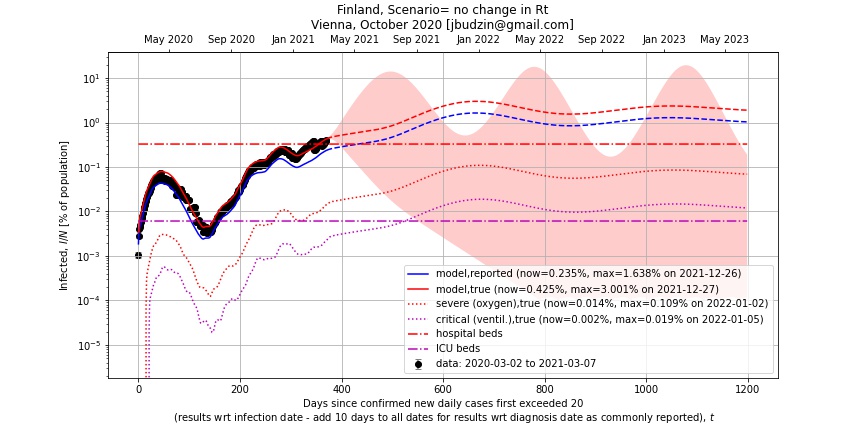 Finland, Scenario= no change in Rt
Vienna, October 2020 [jbudzin@gmail.com]
May 2020 Sep 2020 Jan 2021 May 2021 Sep 2021 Jan 2022 May 2022 Sep 2022 Jan 2023 May 2023
Infected, I/N [% of population]
10¹
10⁰
10⁻¹
10⁻²
10⁻³
10⁻⁴
10⁻⁵
model,reported (now=0.235%, max=1.638% on 2021-12-26)
model,true (now=0.425%, max=3.001% on 2021-12-27)
severe (oxygen),true (now=0.014%, max=0.109% on 2022-01-02)
critical (ventil.),true (now=0.002%, max=0.019% on 2022-01-05)
hospital beds
ICU beds
data: 2020-03-02 to 2021-03-07
0 200 400 600 800 1000 1200
Days since confirmed new daily cases first exceeded 20
(results wrt infection date - add 10 days to all dates for results wrt diagnosis date as commonly reported), t